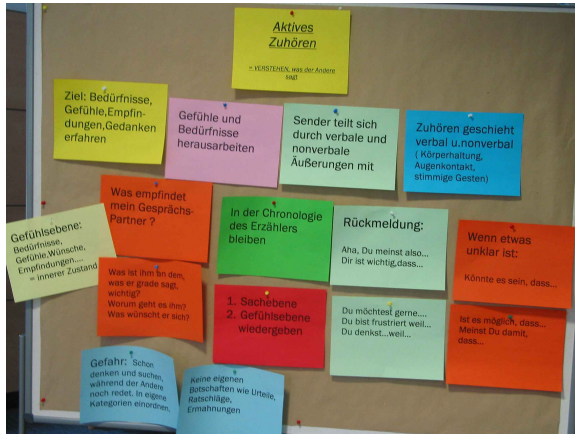 Aktives
Zuhören
= VERSTEHEN, was der Andere
sagt
Ziel: Bedürfnisse,
Gefühle,Empfin-
dungen,Gedanken
erfahren
Gefühle und
Bedürfnisse
herausarbeiten
Sender teilt sich
durch verbale und
nonverbale
Äußerungen mit
Zuhören geschieht
verbal u.nonverbal
( Körperhaltung,
Augenkontakt,
stimmige Gesten)
Gefühlsebene:
Bedürfnisse,
Gefühle,Wünsche,
Empfindungen....
= innerer Zustand
Was empfindet
mein Gesprächs-
Partner ?
In der Chronologie
des Erzählers
bleiben
Rückmeldung:
Aha, Du meinst also...
Dir ist wichtig,dass...
Wenn etwas
unklar ist:
Könnte es sein, dass...
Was ist ihm an dem,
was er grade sagt,
wichtig?
Worum geht es ihm?
Was wünscht er sich?
1. Sachebene
2. Gefühlsebene
wiedergeben
Du möchtest gerne....
Du bist frustriert weil...
Du denkst...weil...
Ist es möglich, dass...
Meinst Du damit,
dass...
Gefahr: Schon
denken und suchen,
während der Andere
noch redet. In eigene
Kategorien einordnen.
Keine eigenen
Botschaften wie Urteile,
Ratschläge,
Ermahnungen